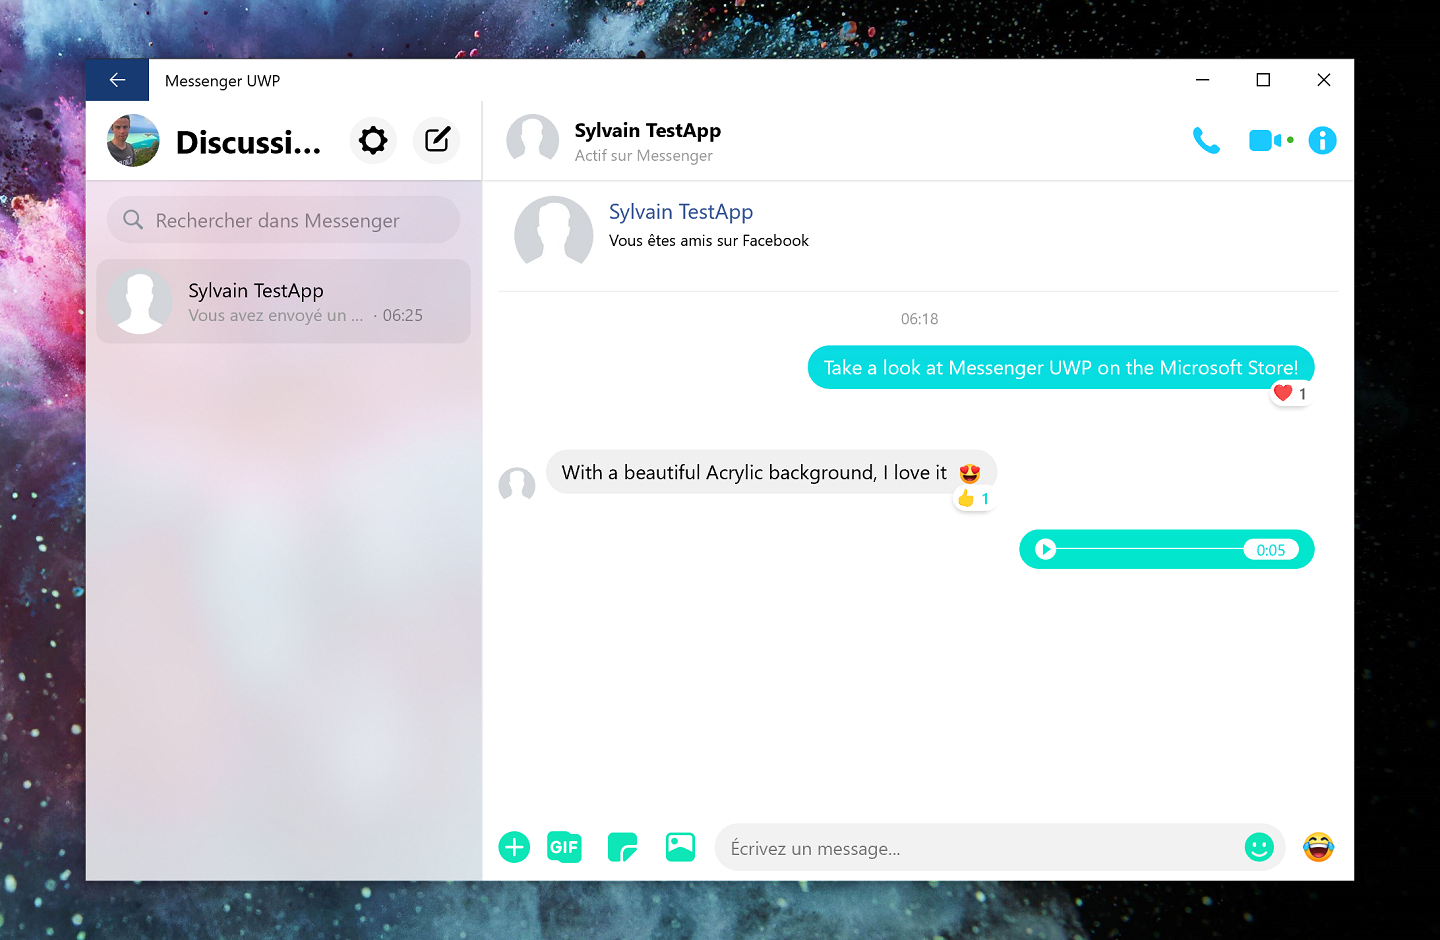 Messenger UWP
Discussi...
Rechercher dans Messenger
Sylvain TestApp
Vous avez envoyé un ... · 06:25
Sylvain TestApp
Actif sur Messenger
Sylvain TestApp
Vous êtes amis sur Facebook
06:18
Take a look at Messenger UWP on the Microsoft Store!
1
With a beautiful Acrylic background, I love it 😍
1
0:05
GIF
Écrivez un message...